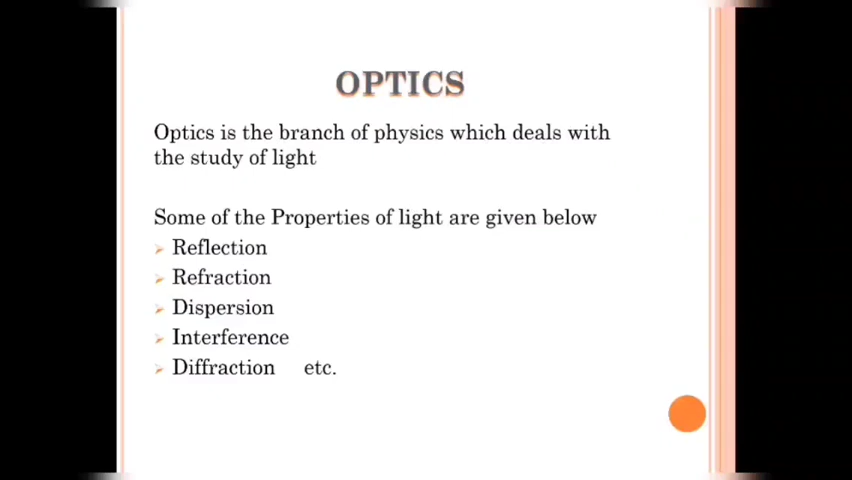 OPTICS
Optics is the branch of physics which deals with
the study of light
Some of the Properties of light are given below
Reflection
Refraction
Dispersion
Interference
Diffraction etc.